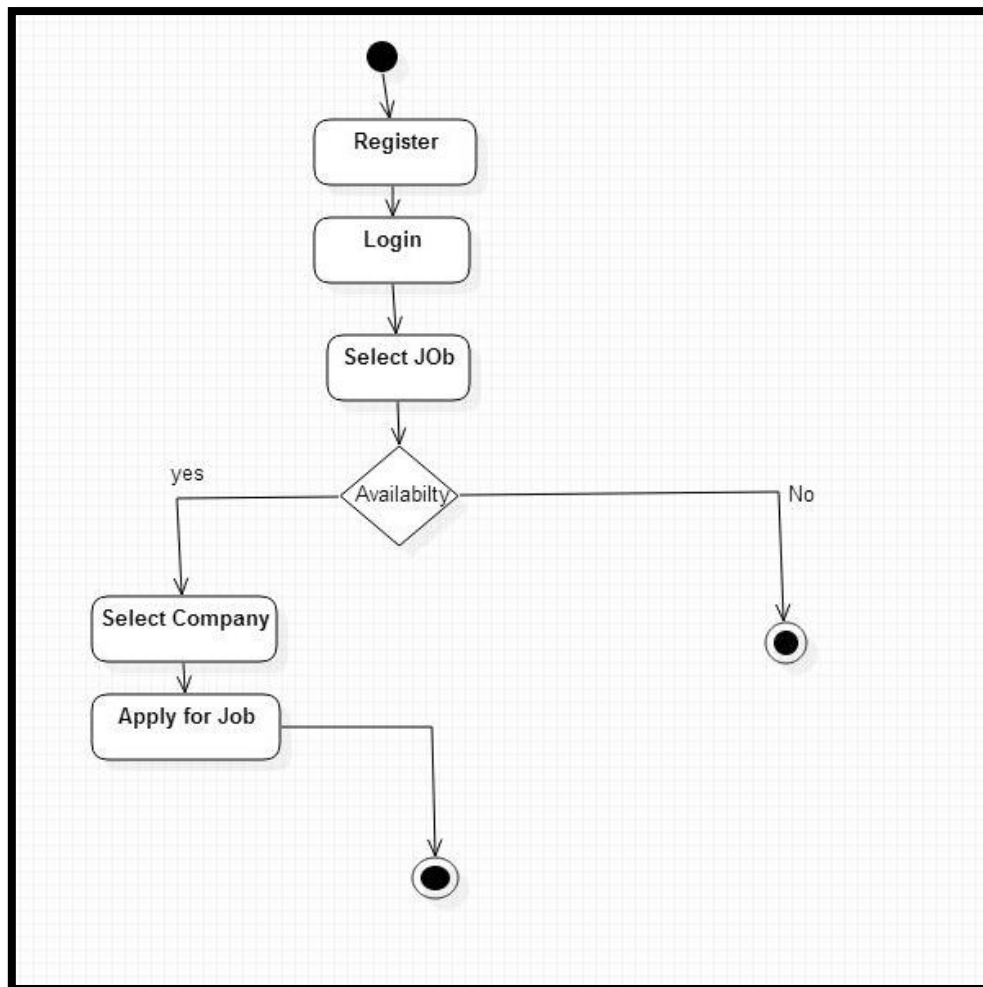 Register
Login
Select JOb
Availabilty
yes
No
Select Company
Apply for Job